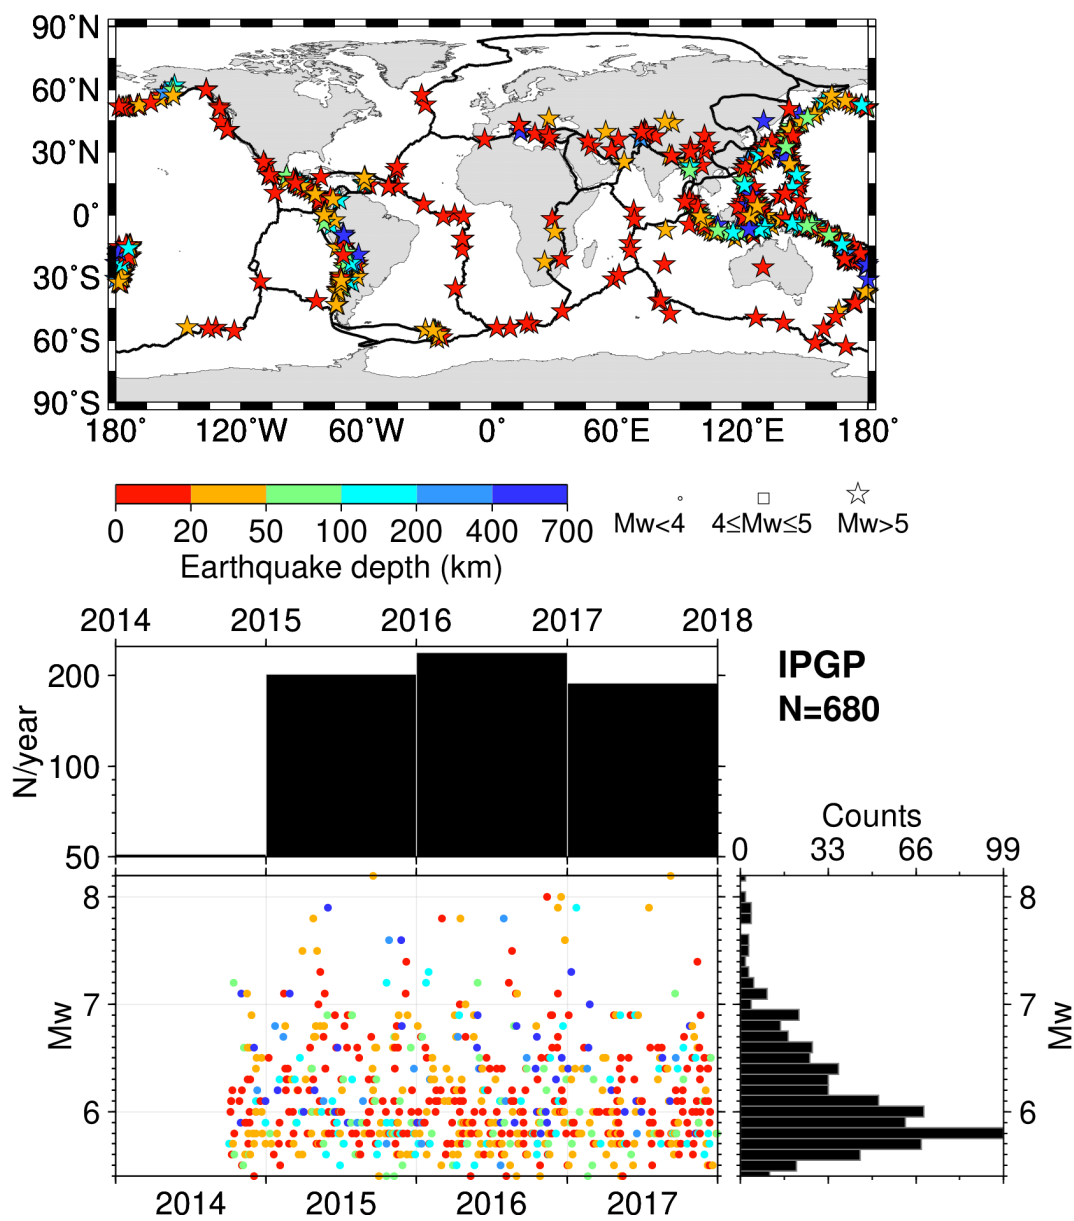 90˚N
60˚N
30˚N
0˚
30˚S
60˚S
90˚S
180˚ 120˚W 60˚W 0˚ 60˚E 120˚E 180˚
0 20 50 100 200 400 700
Earthquake depth (km)
Mw<4 4≤Mw≤5 Mw>5
2014 2015 2016 2017 2018
200
100
50
N/year
IPGP
N=680
Counts
0 33 66 99
8
7
6
Mw
8
7
6
Mw
2014 2015 2016 2017